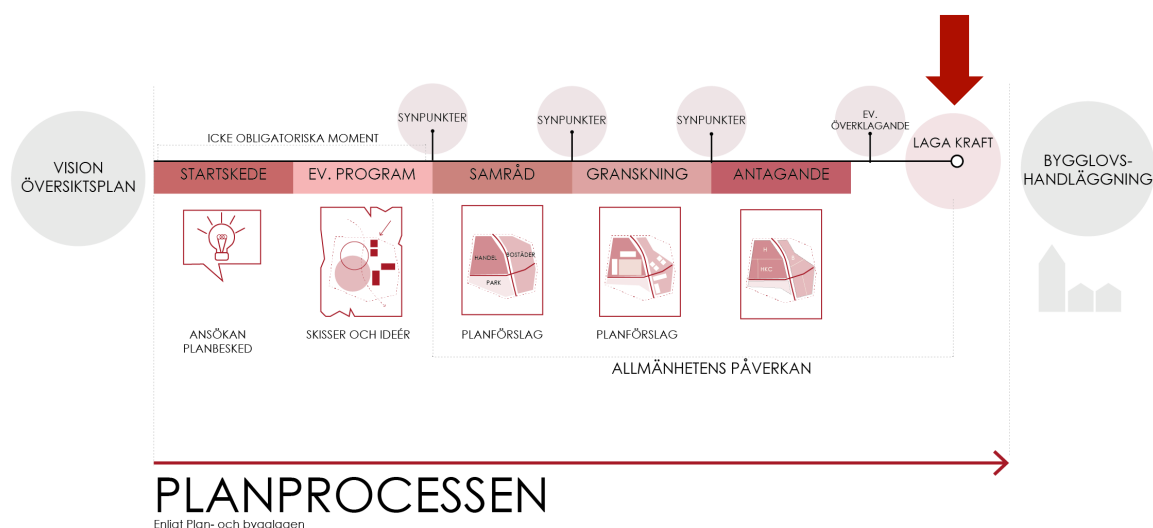 VISION
ÖVERSIKTSPLAN
ICKE OBLIGATORISKA MOMENT
SYNPUNKTER
SYNPUNKTER
SYNPUNKTER
EV.
ÖVERKLAGANDE
LAGA KRAFT
BYGGLOVS-
HANDLÄGGNING
STARTSKEDE
EV. PROGRAM
SAMRÅD
GRANSKNING
ANTAGANDE
HANDEL
BOSTÄDER
PARK
H
B
HKC
ANSÖKAN
PLANBESKED
SKISSER OCH IDEÉR
PLANFÖRSLAG
PLANFÖRSLAG
ALLMÄNHETENS PÅVERKAN
PLANPROCESSEN
Enligt Plan- och bygglagen